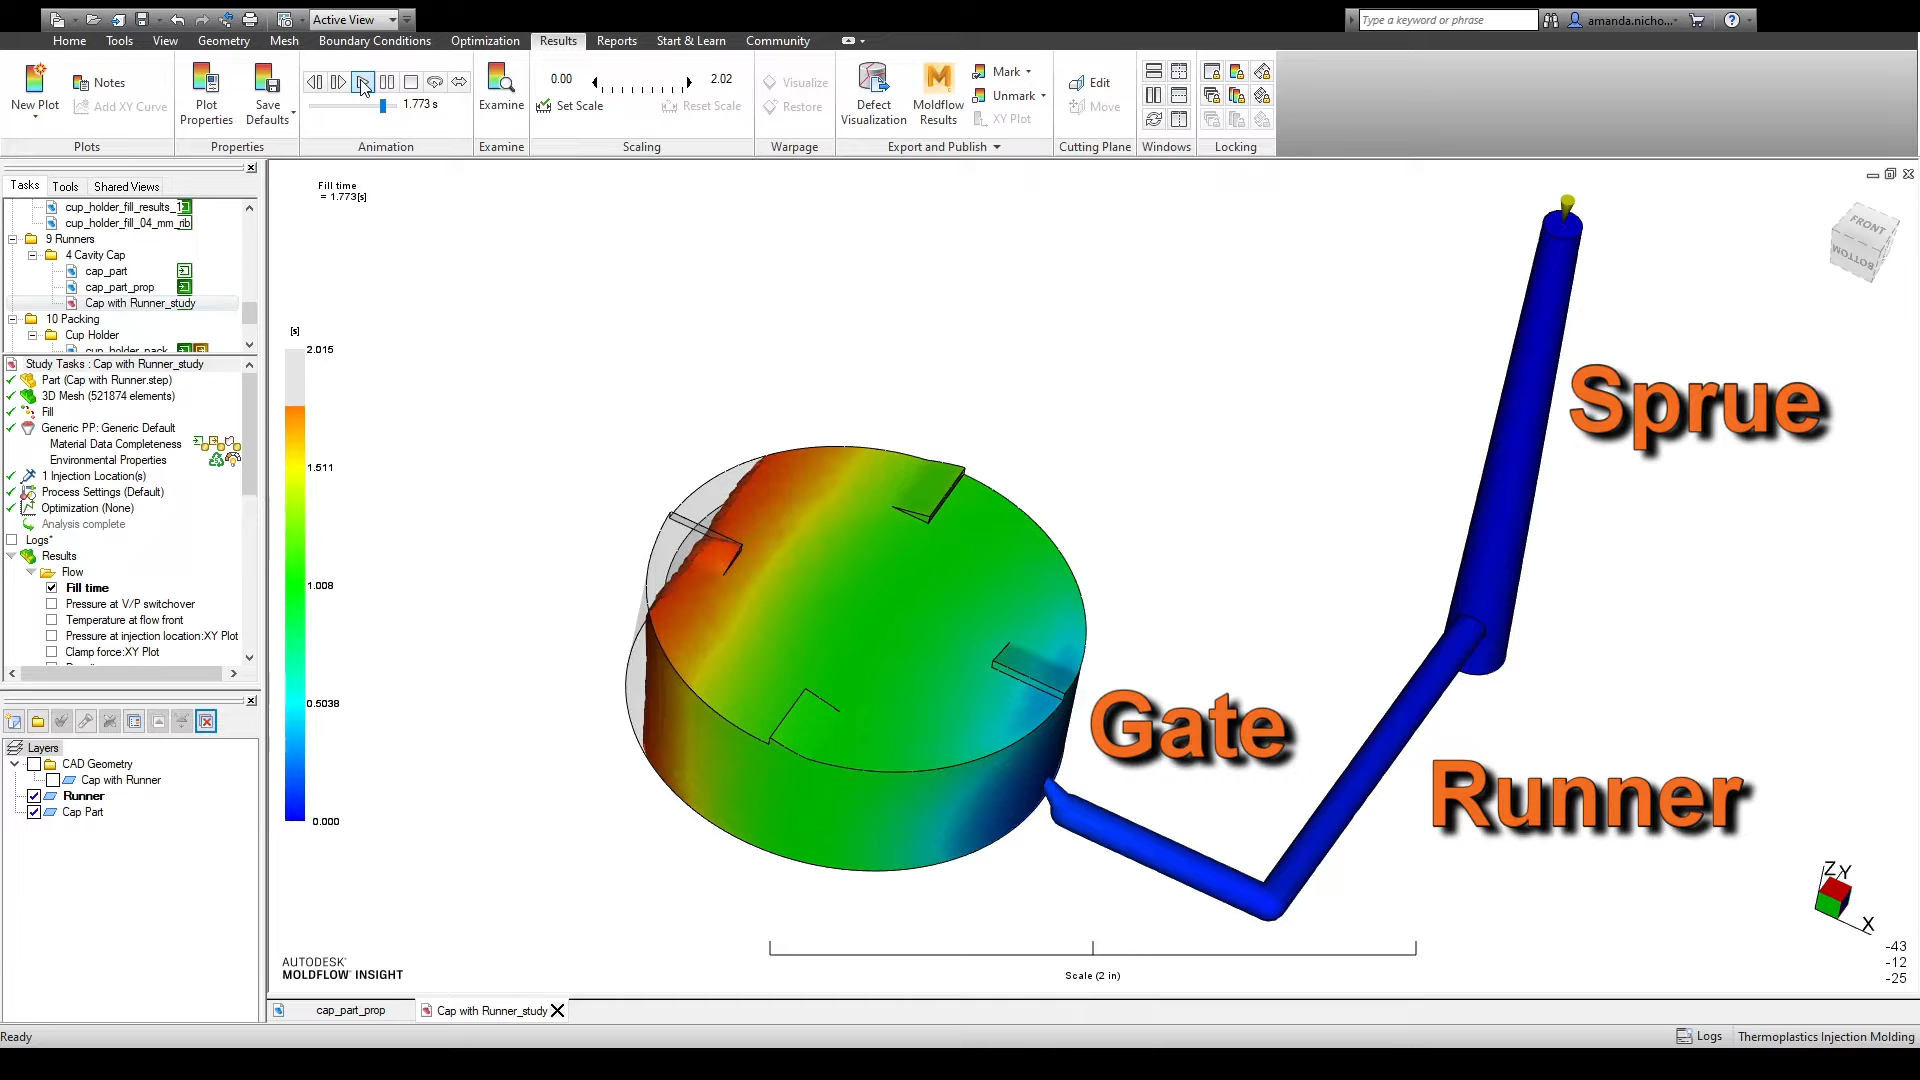 Active View
Type a keyword or phrase
amanda.nicho...
Home
Tools
View
Geometry
Mesh
Boundary Conditions
Optimization
Results
Reports
Start & Learn
Community
New Plot
Notes
Add XY Curve
Plots
Plot
Properties
Save
Defaults
Properties
1.773 s
Animation
Examine
Examine
0.00
2.02
Set Scale
Reset Scale
Scaling
Visualize
Restore
Warpage
Defect
Visualization
Moldflow
Results
Mark
Unmark
XY Plot
Export and Publish
Edit
Move
Cutting Plane
Windows
Locking
Tasks
Tools
Shared Views
cup_holder_fill_results_1
cup_holder_fill_04_mm_rib
9 Runners
4 Cavity Cap
cap_part
cap_part_prop
Cap with Runner_study
10 Packing
Cup Holder
cup_holder_pack
Study Tasks : Cap with Runner_study
Part (Cap with Runner.step)
3D Mesh (521874 elements)
Fill
Generic PP: Generic Default
Material Data Completeness
Environmental Properties
1 Injection Location(s)
Process Settings (Default)
Optimization (None)
Analysis complete
Logs*
Results
Flow
Fill time
Pressure at V/P switchover
Temperature at flow front
Pressure at injection location:XY Plot
Clamp force:XY Plot
Layers
CAD Geometry
Cap with Runner
Runner
Cap Part
Fill time
= 1.773[s]
[s]
2.015
1.511
1.008
0.5038
0.000
Sprue
Gate
Runner
FRONT
BOTTOM
Z
Y
X
-43
-12
-25
Scale (2 in)
AUTODESK®
MOLDFLOW® INSIGHT
cap_part_prop
Cap with Runner_study
Ready
Logs
Thermoplastics Injection Molding